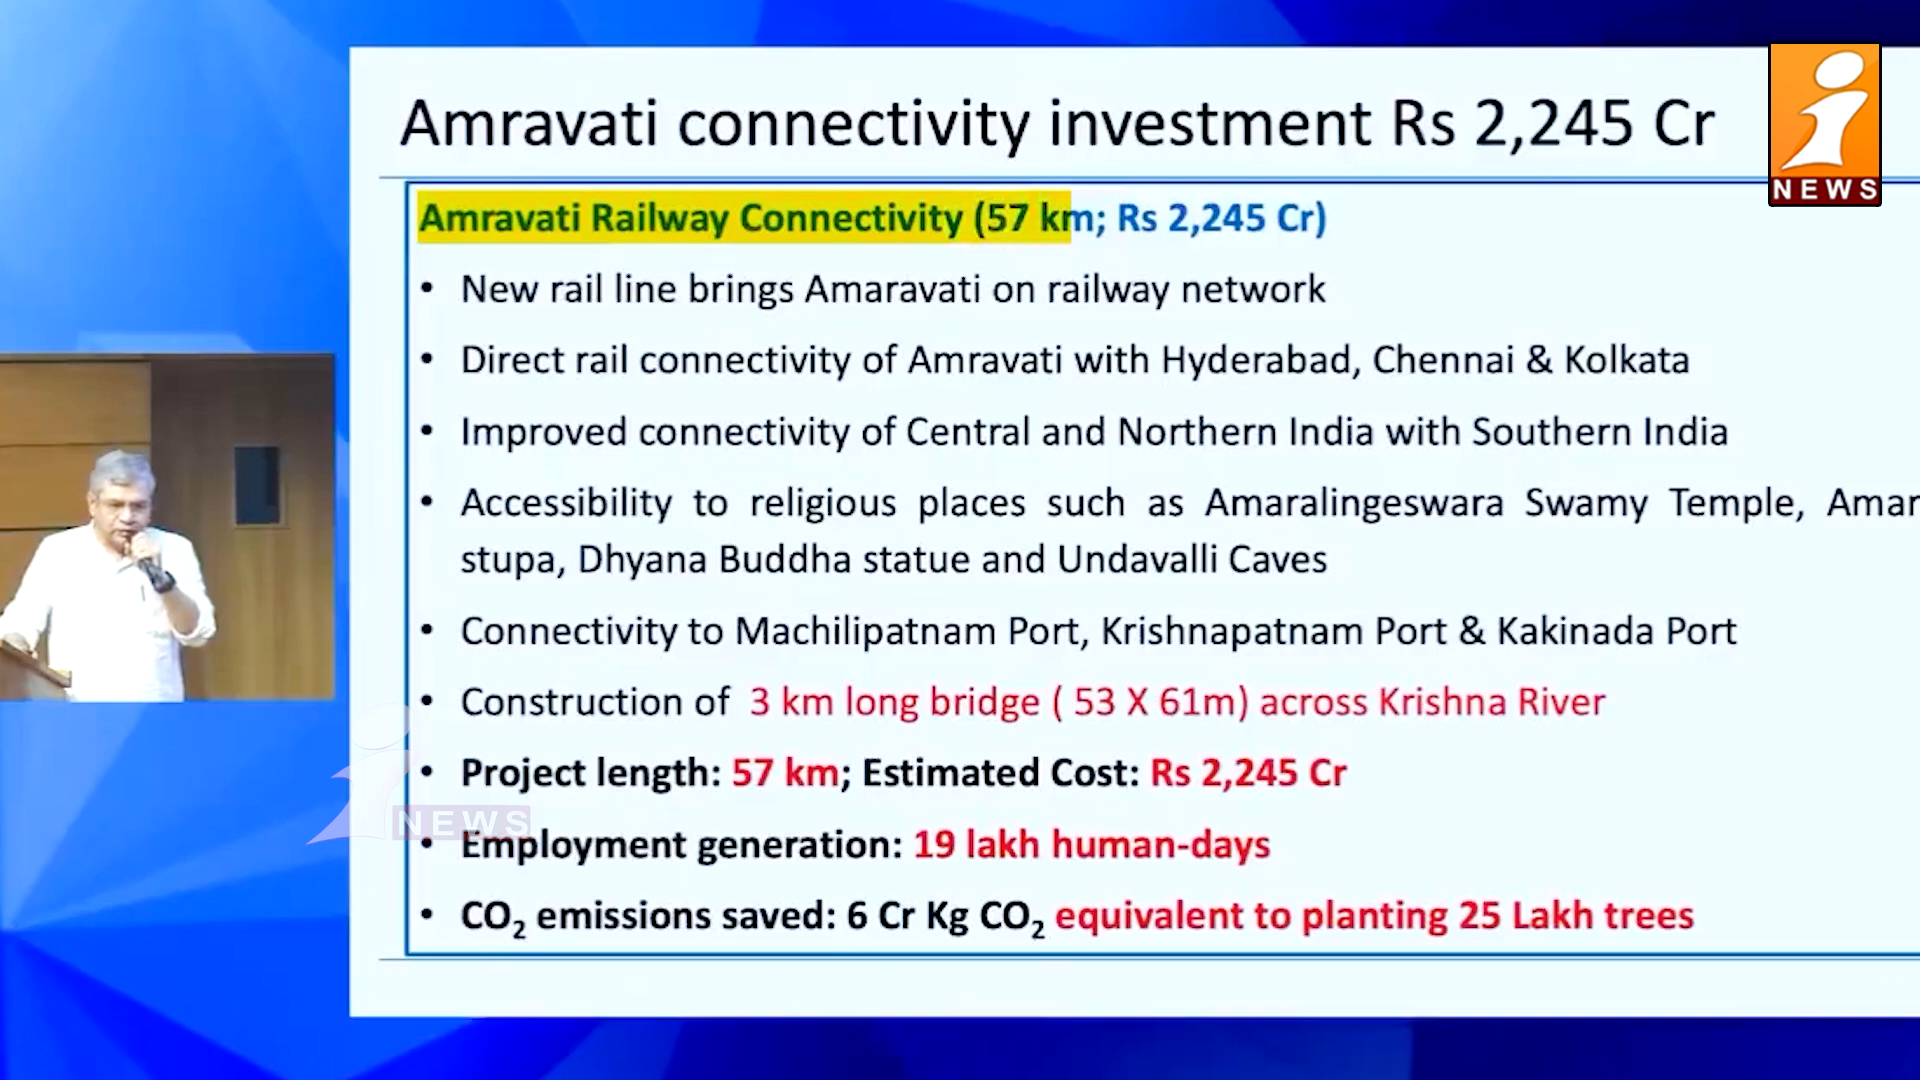 Amravati connectivity investment Rs 2,245 Cr
NEWS
Amravati Railway Connectivity (57 km; Rs 2,245 Cr)
• New rail line brings Amaravati on railway network
• Direct rail connectivity of Amravati with Hyderabad, Chennai & Kolkata
• Improved connectivity of Central and Northern India with Southern India
• Accessibility to religious places such as Amaralingeswara Swamy Temple,
stupa, Dhyana Buddha statue and Undavalli Caves
• Connectivity to Machilipatnam Port, Krishnapatnam Port & Kakinada Port
• Construction of 3 km long bridge ( 53 X 61m) across Krishna River
• Project length: 57 km; Estimated Cost: Rs 2,245 Cr
NEWS
• Employment generation: 19 lakh human-days
• CO₂ emissions saved: 6 Cr Kg CO₂ equivalent to planting 25 Lakh trees